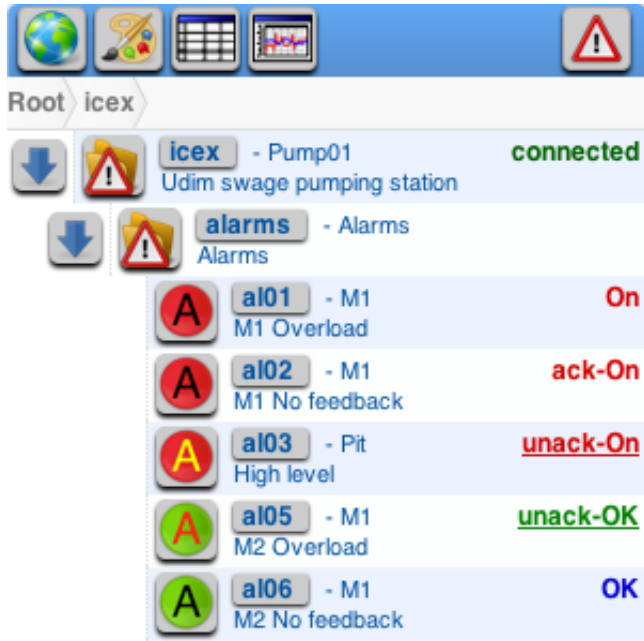 Root icex
icex - Pump01 connected
Udim swage pumping station
alarms - Alarms
Alarms
A al01 - M1 On
M1 Overload
A al02 - M1 ack-On
M1 No feedback
A al03 - Pit unack-On
High level
A al05 - M1 unack-OK
M2 Overload
A al06 - M1 OK
M2 No feedback